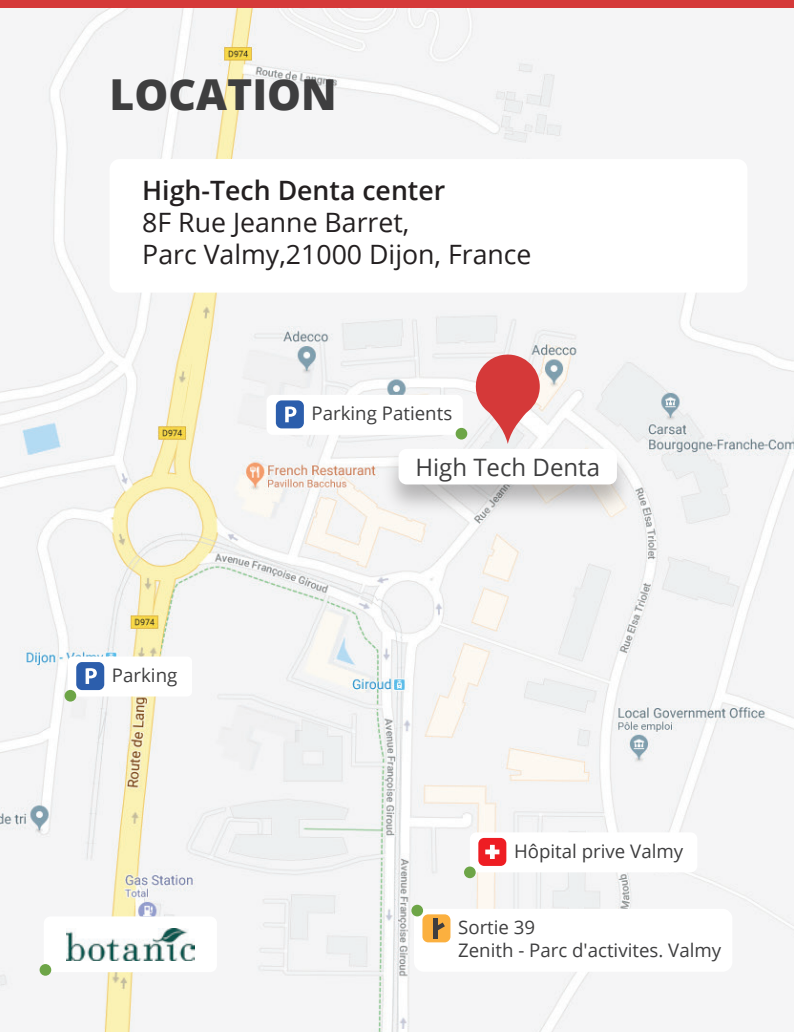 D974
Route de Langres
LOCATION
High-Tech Denta center
8F Rue Jeanne Barret,
Parc Valmy,21000 Dijon, France
Adecco
Adecco
P Parking Patients
Carsat
Bourgogne-Franche-Com
D974
High Tech Denta
French Restaurant
Pavillon Bacchus
Rue Jeann
Rue Elsa Triolet
Avenue Françoise Giroud
Rue Elsa Triolet
D974
Dijon - Valmy
P Parking
Giroud
Route de Lang
Local Government Office
Pôle emploi
Avenue Françoise Giroud
de tri
Hôpital prive Valmy
Gas Station
Total
Avenue Françoise Giroud
Matoub
Sortie 39
Zenith - Parc d'activites. Valmy
botanic